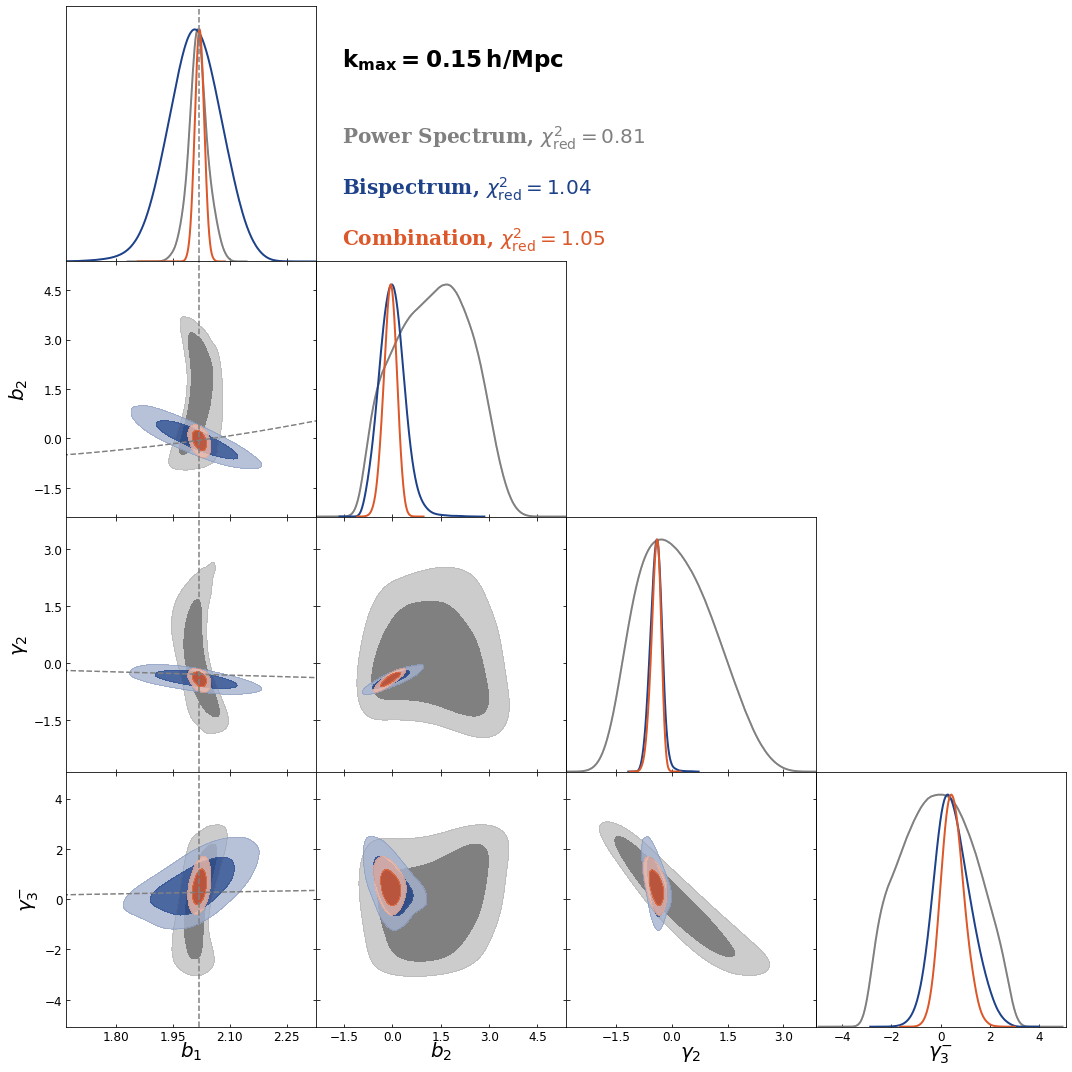 k_max = 0.15 h/Mpc
Power Spectrum, χ²_red = 0.81
Bispectrum, χ²_red = 1.04
Combination, χ²_red = 1.05
b₂
4.5
3.0
1.5
0.0
−1.5
γ₂
3.0
1.5
0.0
−1.5
γ₃⁻
4
2
0
−2
−4
1.80 1.95 2.10 2.25
−1.5 0.0 1.5 3.0 4.5
−1.5 0.0 1.5 3.0
−4 −2 0 2 4
b₁
b₂
γ₂
γ₃⁻